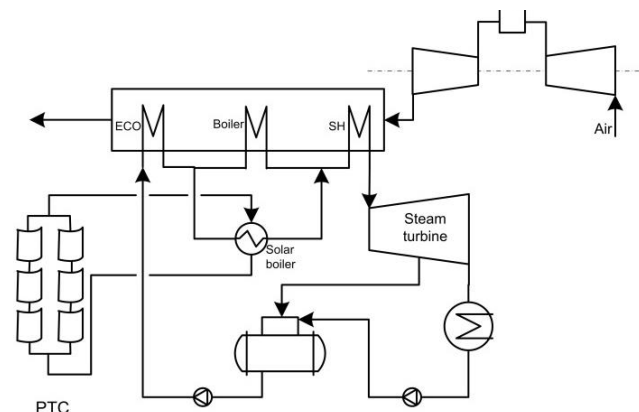 ECO
Boiler
SH
Air
Steam
turbine
Solar
boiler
PTC